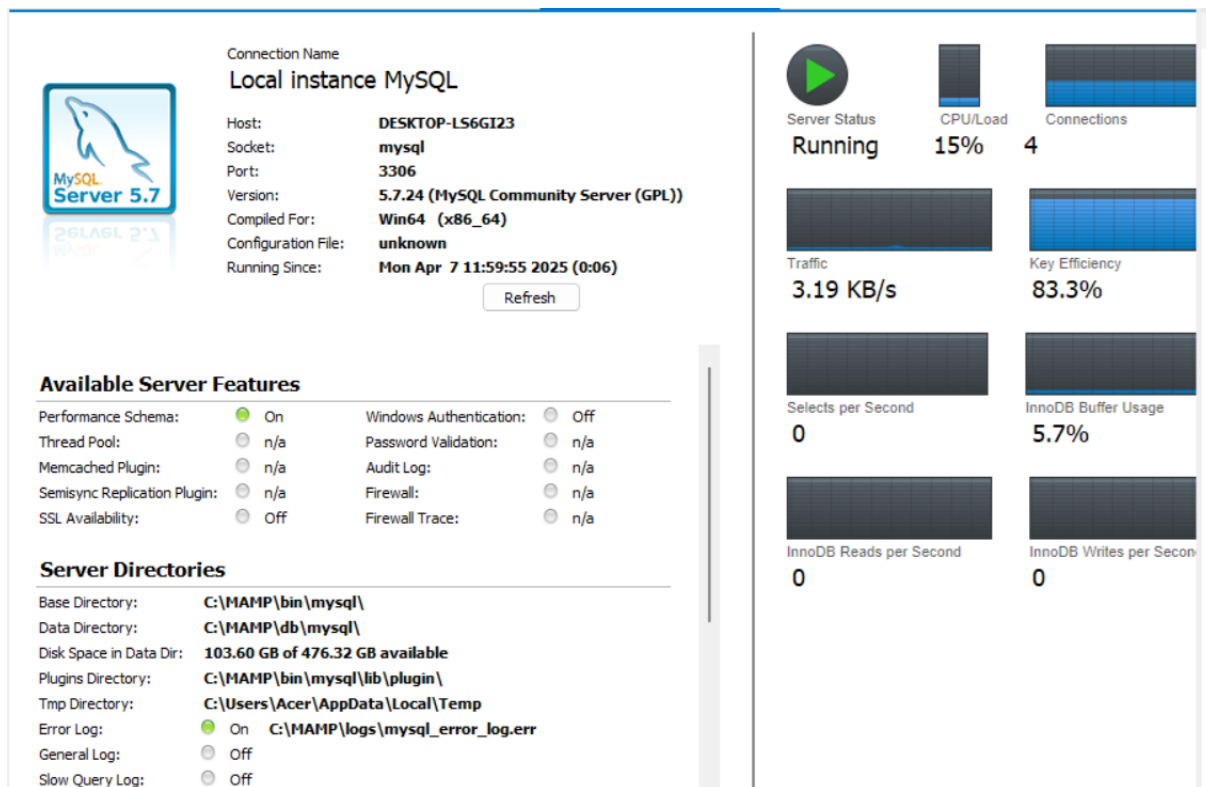 Connection Name
Local instance MySQL
MySQL
Server 5.7
Host: DESKTOP-LS6GI23
Socket: mysql
Port: 3306
Version: 5.7.24 (MySQL Community Server (GPL))
Compiled For: Win64 (x86_64)
Configuration File: unknown
Running Since: Mon Apr 7 11:59:55 2025 (0:06)
Refresh
Available Server Features
Performance Schema: On Windows Authentication: Off
Thread Pool: n/a Password Validation: n/a
Memcached Plugin: n/a Audit Log: n/a
Semisync Replication Plugin: n/a Firewall: n/a
SSL Availability: Off Firewall Trace: n/a
Server Directories
Base Directory: C:\MAMP\bin\mysql\
Data Directory: C:\MAMP\db\mysql\
Disk Space in Data Dir: 103.60 GB of 476.32 GB available
Plugins Directory: C:\MAMP\bin\mysql\lib\plugin\
Tmp Directory: C:\Users\Acer\AppData\Local\Temp
Error Log: On C:\MAMP\logs\mysql_error_log.err
General Log: Off
Slow Query Log: Off
Server Status CPU/Load Connections
Running 15% 4
Traffic Key Efficiency
3.19 KB/s 83.3%
Selects per Second InnoDB Buffer Usage
0 5.7%
InnoDB Reads per Second InnoDB Writes per Secon
0 0